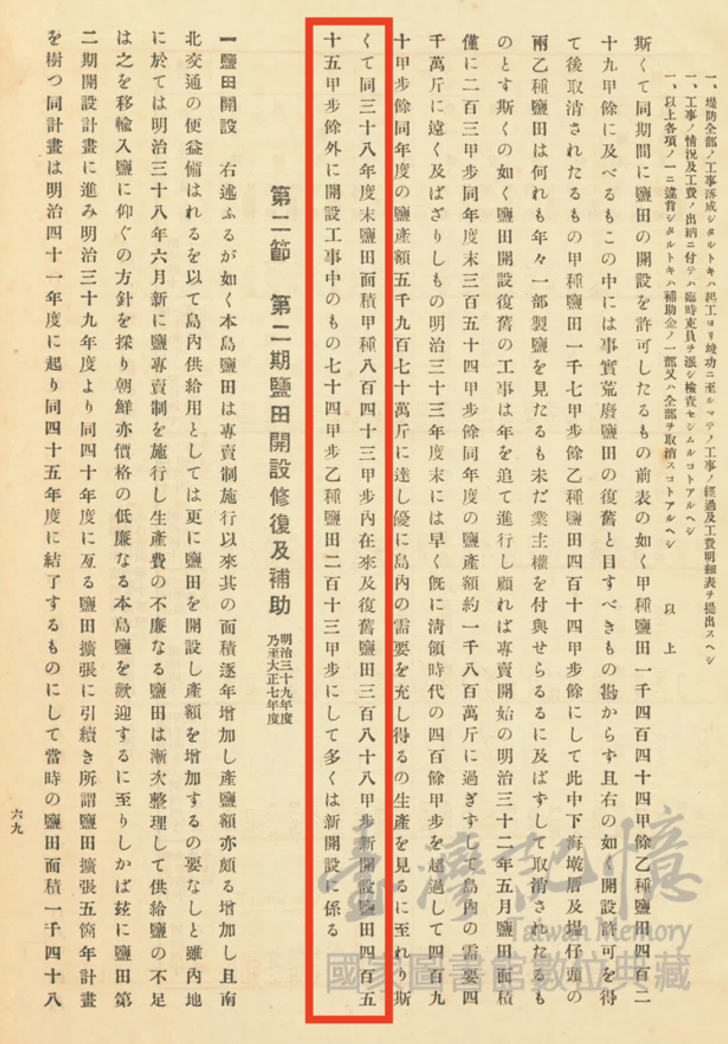 一、堤防全部ノ工事落成シタルトキハ起工ヨリ竣功ニ至ルマテノ工事ノ經過及工費明細表ヲ提出スヘシ
一、工事ノ情況及工費ノ出納ニ付テハ臨時吏員ヲ派シ檢査セシムルコトアルヘシ
一、以上各項ノ一ニ違背シタルトキハ補助金ノ一部又ハ全部ヲ取消スコトアルヘシ 以上
斯くて同期間に鹽田の開設を許可したるもの前表の如く甲種鹽田一千四百四十四甲餘乙種鹽田四百二
十九甲餘に及べるもこの中には事實荒廢鹽田の復舊と目すべきもの尠からず且右の如く開設許可を得
て後取消されたるもの甲種鹽田一千七甲步餘乙種鹽田四百十四甲步餘にして此中下海墘厝及塭仔頭の
兩乙種鹽田は何れも年々一部製鹽を見たるも未だ業主權を付與せらるるに及ばずして取消されたるも
のとす斯くの如く鹽田開設復舊の工事は年を追て進行し顧れば專賣開始の明治三十二年五月鹽田面積
僅に二百三甲步同年度末三百五十四甲步餘同年度の鹽產額約一千八百萬斤に過ぎずして島內の需要四
千萬斤に遠く及ばざりしもの明治三十三年度末には早く旣に淸領時代の四百餘甲步を超過して四百九
十甲步餘同年度の鹽產額五千九百七十萬斤に達し優に島內の需要を充し得るの生產を見るに至れり斯
くて同三十八年度末鹽田面積甲種八百四十三甲步內在來及復舊鹽田三百八十八甲步新開設鹽田四百五
十五甲步餘外に開設工事中のもの七十四甲步乙種鹽田二百十三甲步にして多くは新開設に係る
第二節 第二期鹽田開設修復及補助 明治三十九年度乃至大正七年度
一鹽田開設 右述ふるが如く本島鹽田は專賣制施行以來其の面積逐年增加し產鹽額亦頗る增加し且南
北交通の便益備はれるを以て島內供給用としては更に鹽田を開設し產額を增加するの要なしと雖內地
に於ては明治三十八年六月新に鹽專賣制を施行し生產費の不廉なる鹽田は漸次整理して供給鹽の不足
は之を移輸入鹽に仰ぐの方針を採り朝鮮亦價格の低廉なる本島鹽を歡迎するに至りしかば玆に鹽田第
二期開設計畫に進み明治三十九年度より同四十年度に亙る鹽田擴張に引續き所謂鹽田擴張五箇年計畫
を樹つ同計畫は明治四十一年度に起り同四十五年度に結了するものにして當時の鹽田面積一千四十八
六九
臺灣記憶
Taiwan Memory
國家圖書館數位典藏